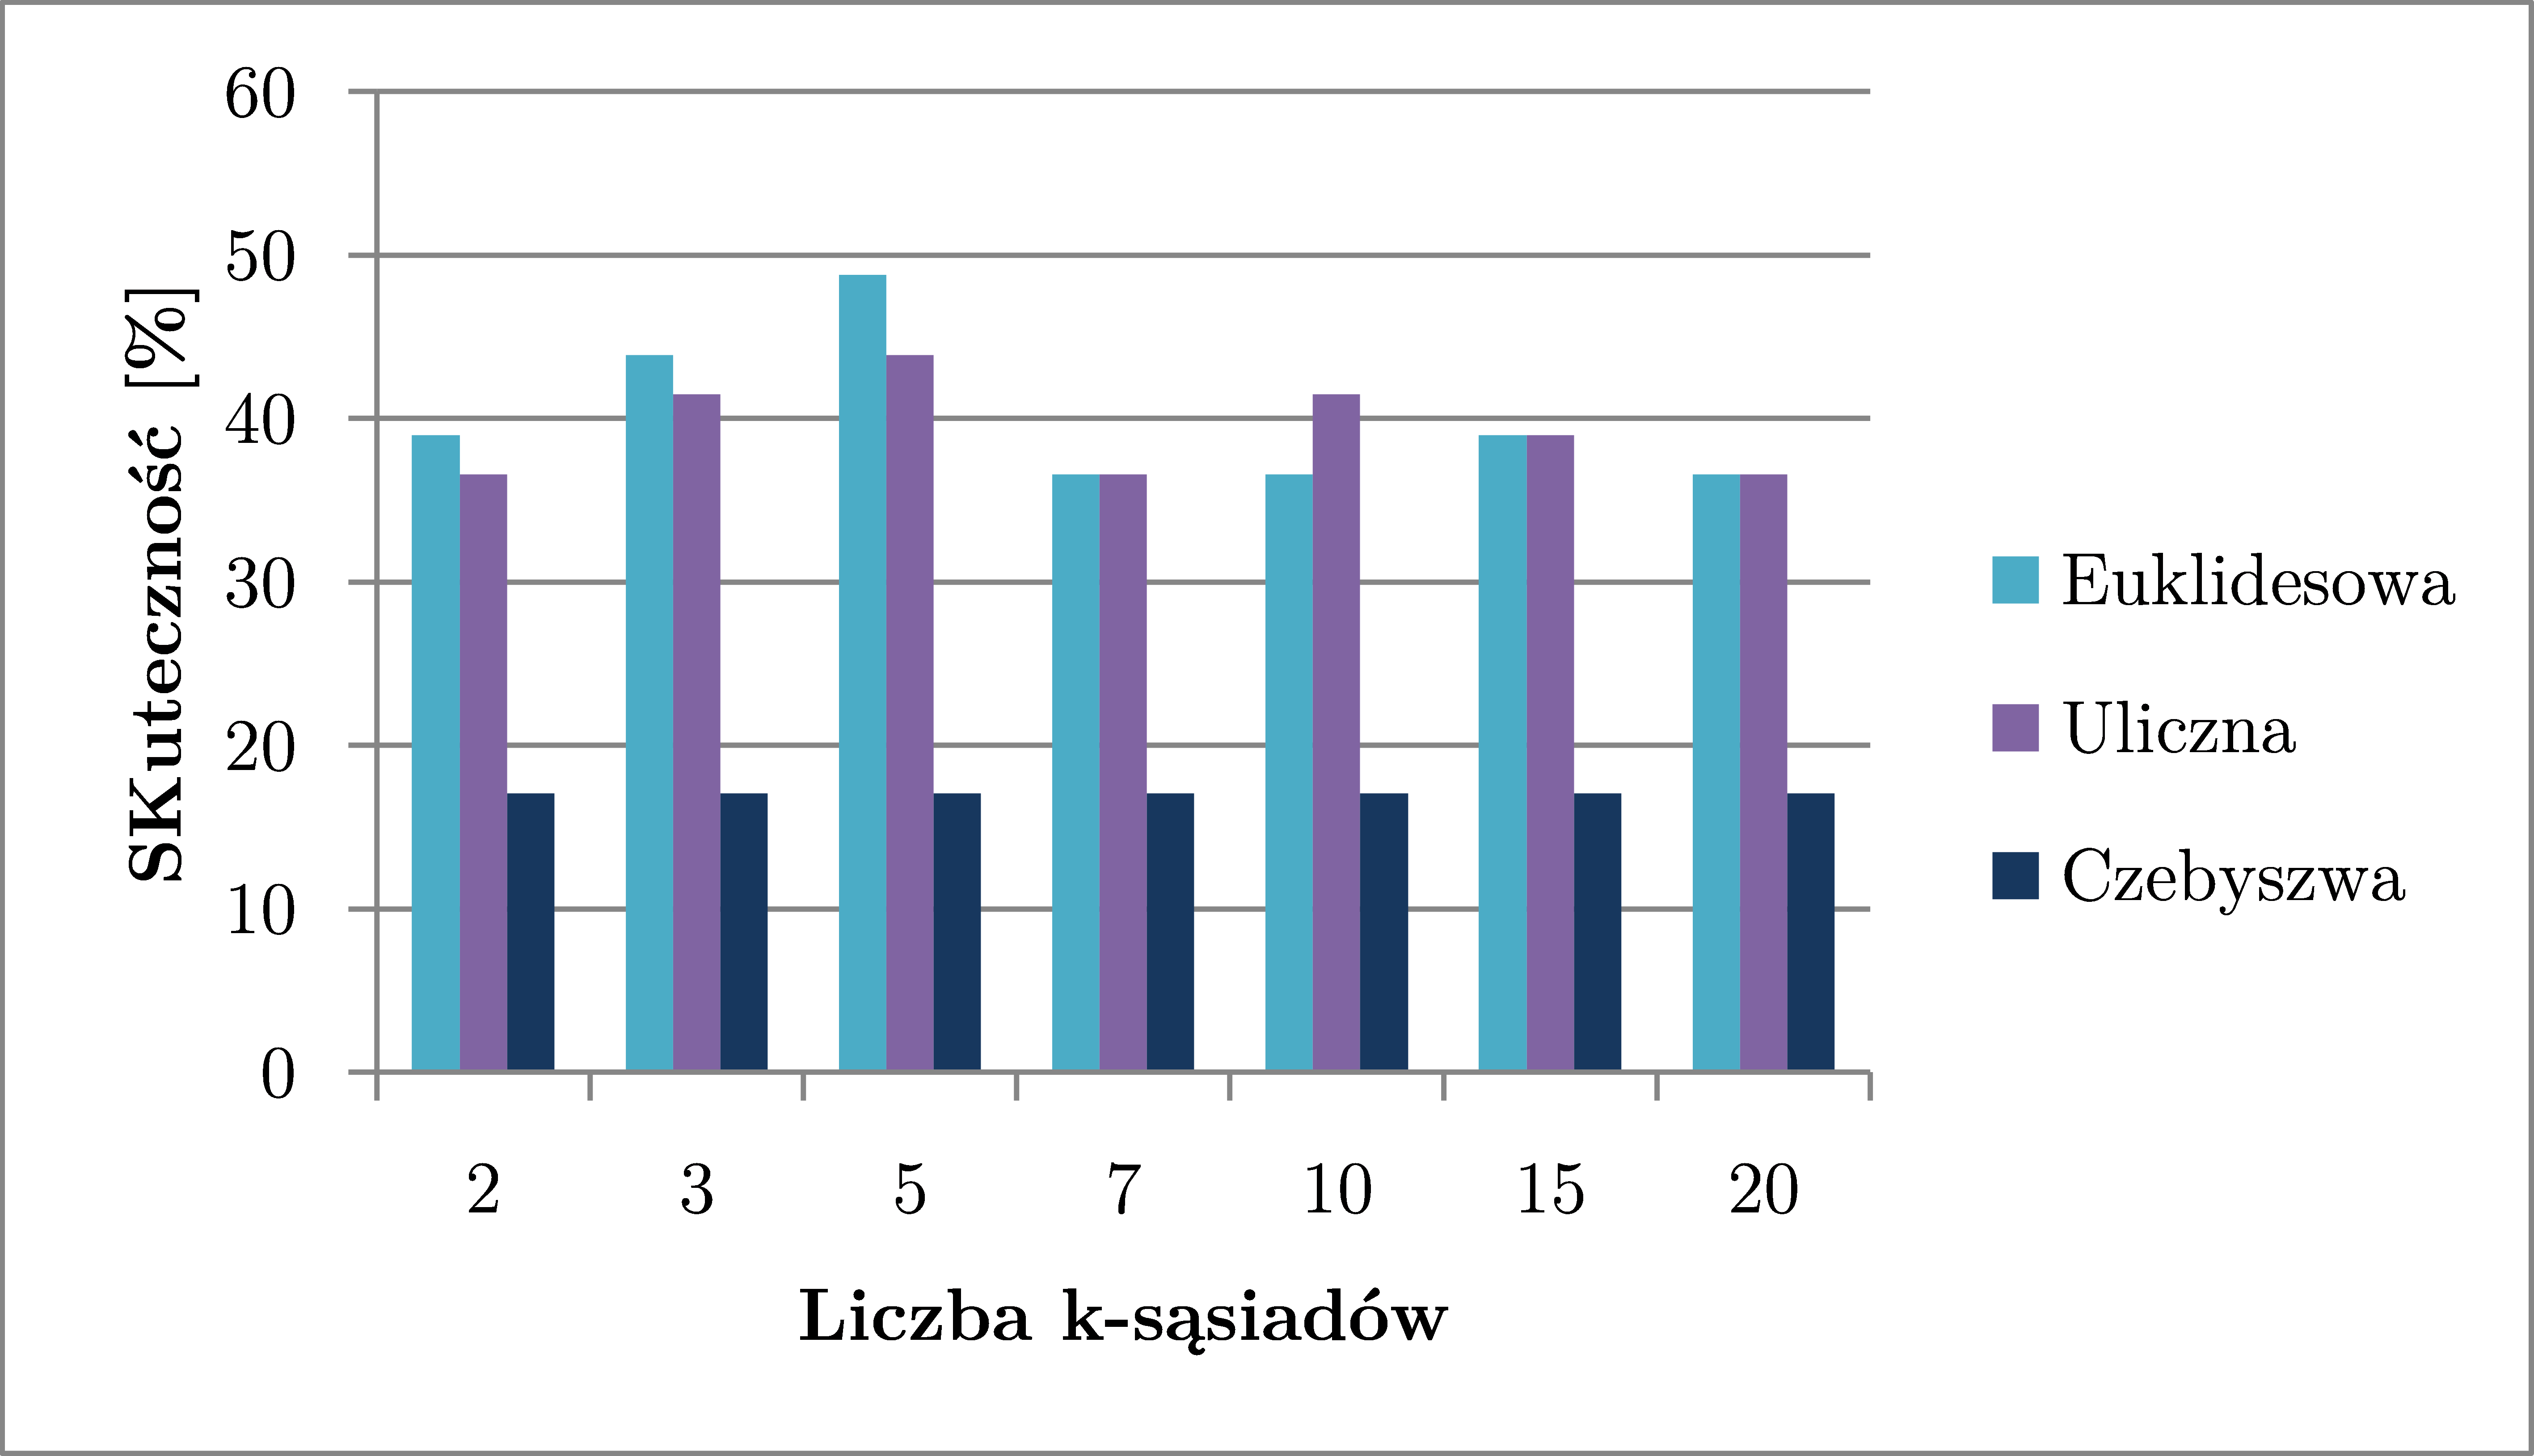 60
50
40
30
20
10
0
SKuteczność [%]
2 3 5 7 10 15 20
Liczba k-sąsiadów
Euklidesowa
Uliczna
Czebyszwa